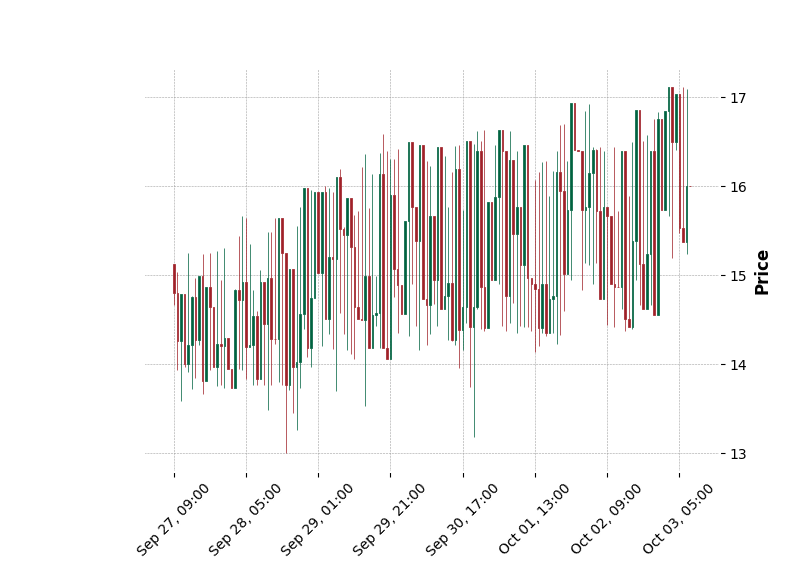 17
16
15
14
13
Price
Sep 27, 09:00
Sep 28, 05:00
Sep 29, 01:00
Sep 29, 21:00
Sep 30, 17:00
Oct 01, 13:00
Oct 02, 09:00
Oct 03, 05:00